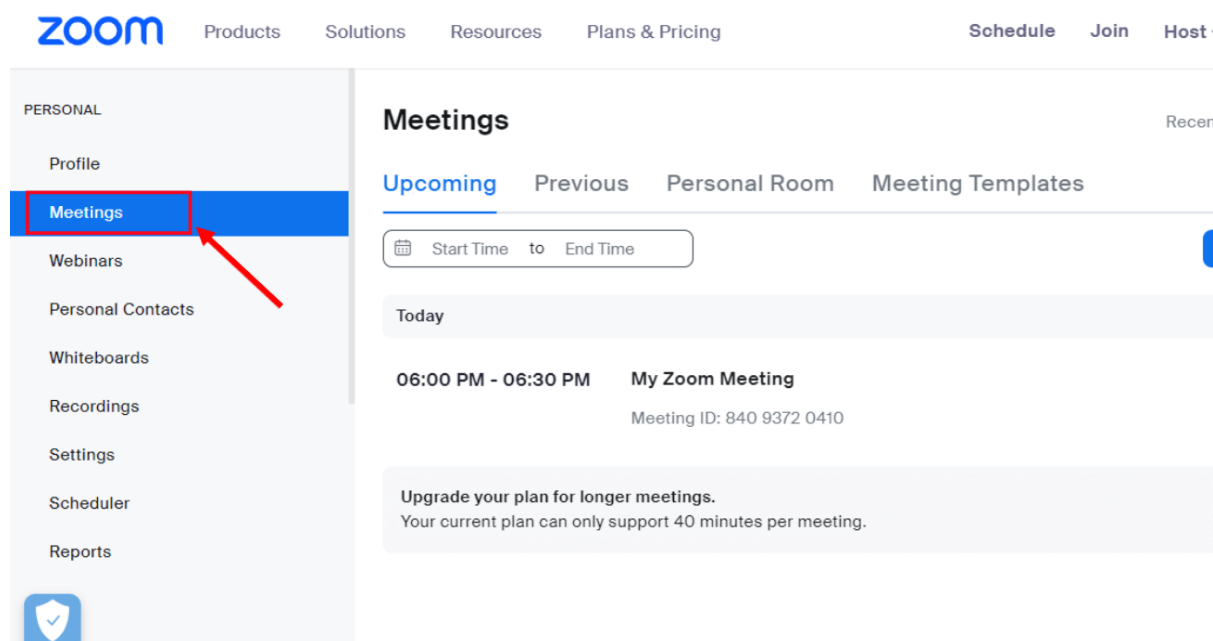 zoom Products Solutions Resources Plans & Pricing Schedule Join Host
PERSONAL
Profile
Meetings
Webinars
Personal Contacts
Whiteboards
Recordings
Settings
Scheduler
Reports
Meetings
Recen
Upcoming Previous Personal Room Meeting Templates
Start Time to End Time
Today
06:00 PM - 06:30 PM My Zoom Meeting
Meeting ID: 840 9372 0410
Upgrade your plan for longer meetings.
Your current plan can only support 40 minutes per meeting.